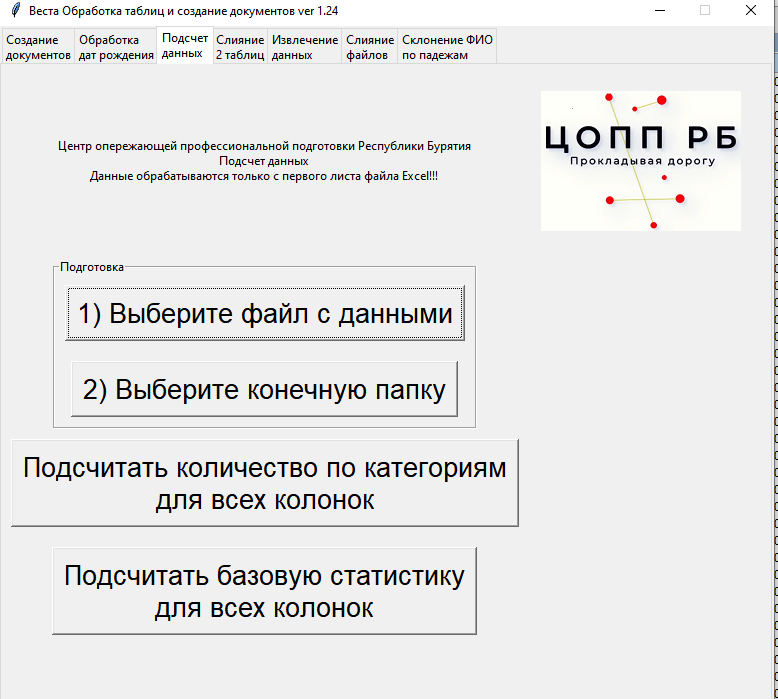 Веста Обработка таблиц и создание документов ver 1.24
Создание документов
Обработка дат рождения
Подсчет данных
Слияние 2 таблиц
Извлечение данных
Слияние файлов
Склонение ФИО по падежам
Центр опережающей профессиональной подготовки Республики Бурятия
Подсчет данных
Данные обрабатываются только с первого листа файла Excel!!!
ЦОПП РБ
Прокладывая дорогу
Подготовка
1) Выберите файл с данными
2) Выберите конечную папку
Подсчитать количество по категориям
для всех колонок
Подсчитать базовую статистику
для всех колонок